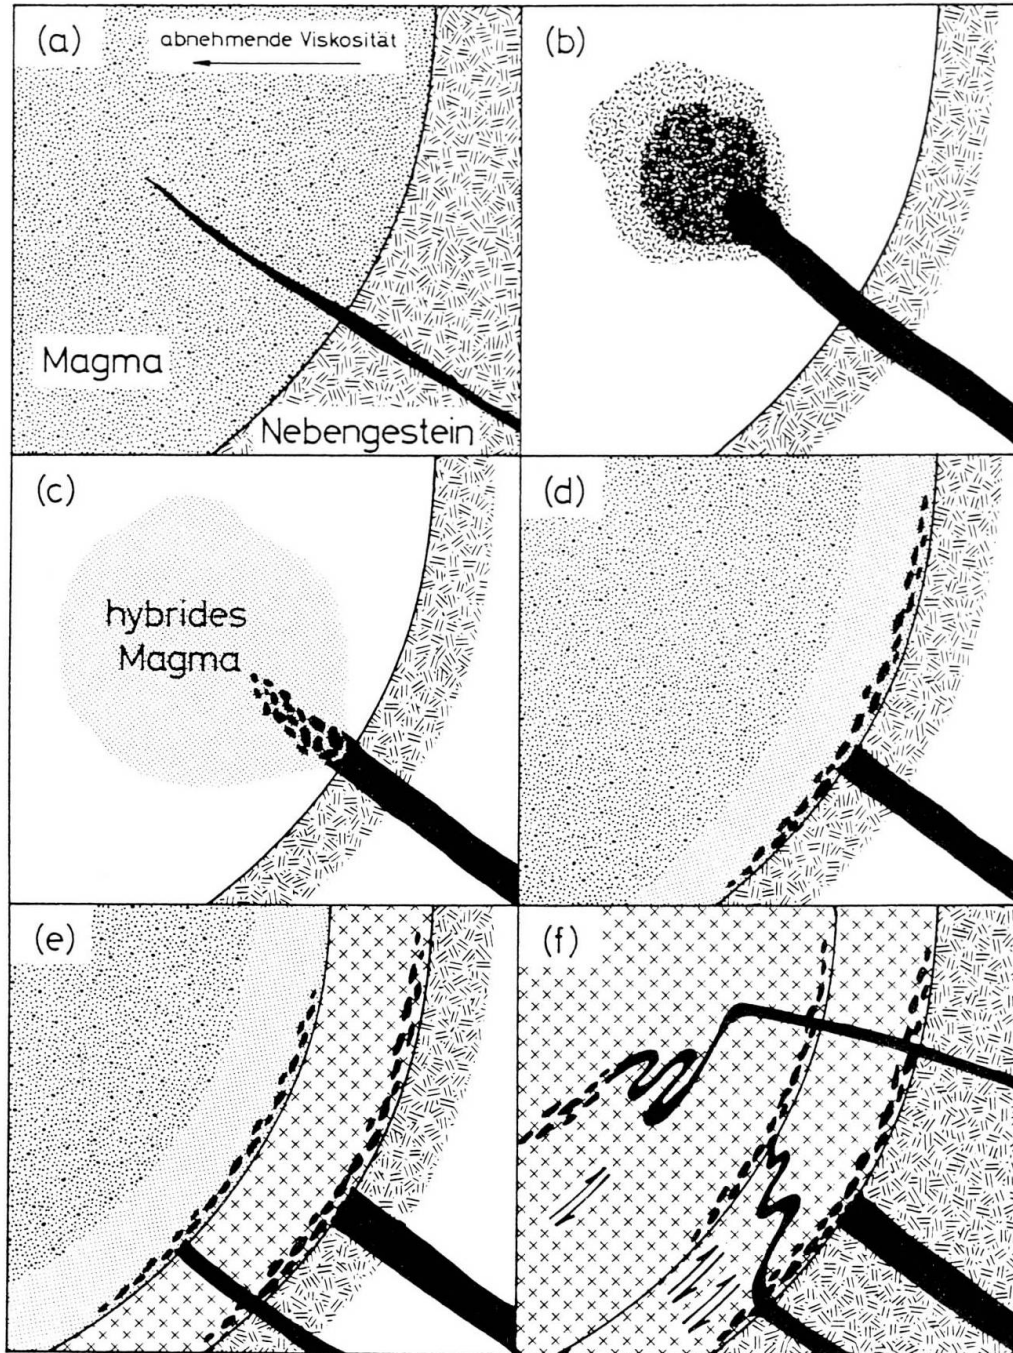 (a)
abnehmende Viskosität
Magma
Nebengestein
(b)
(c)
hybrides
Magma
(d)
(e)
(f)